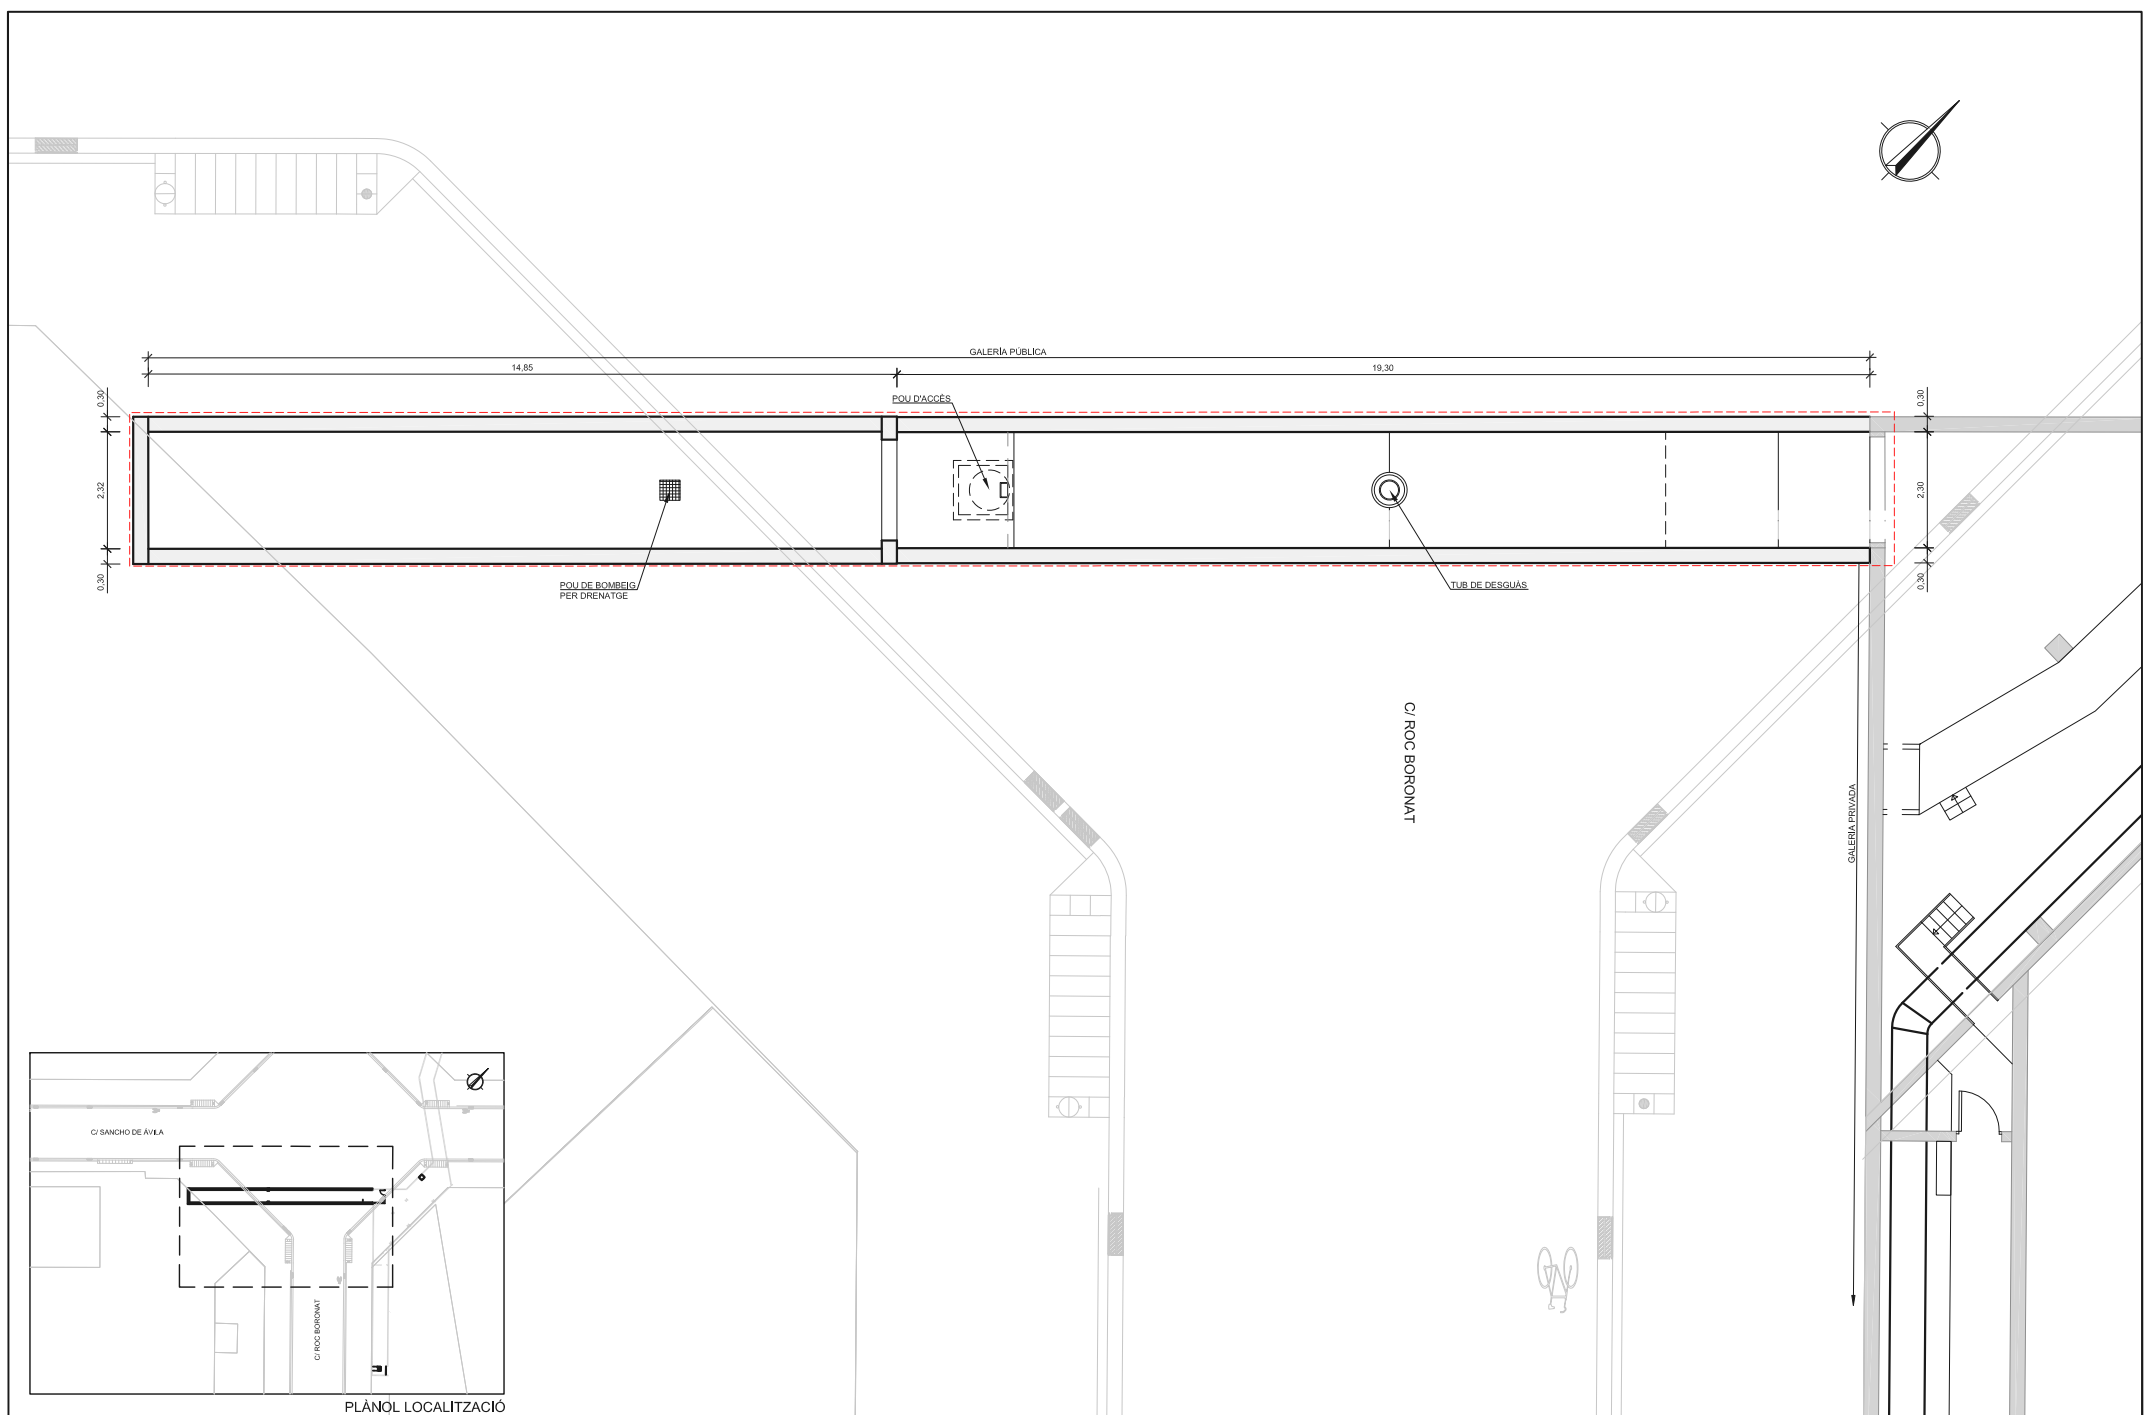 GALERÍA PÚBLICA
14,85
19,30
POU D'ACCÈS
0,30
2,32
0,30
0,30
2,30
0,30
POU DE BOMBEIG
PER DRENATGE
TUB DE DESGUÀS
C/ ROC BORONAT
GALERIA PRIVADA
C/ SANCHO DE ÁVILA
C/ ROC BORONAT
PLÀNOL LOCALITZACIÓ